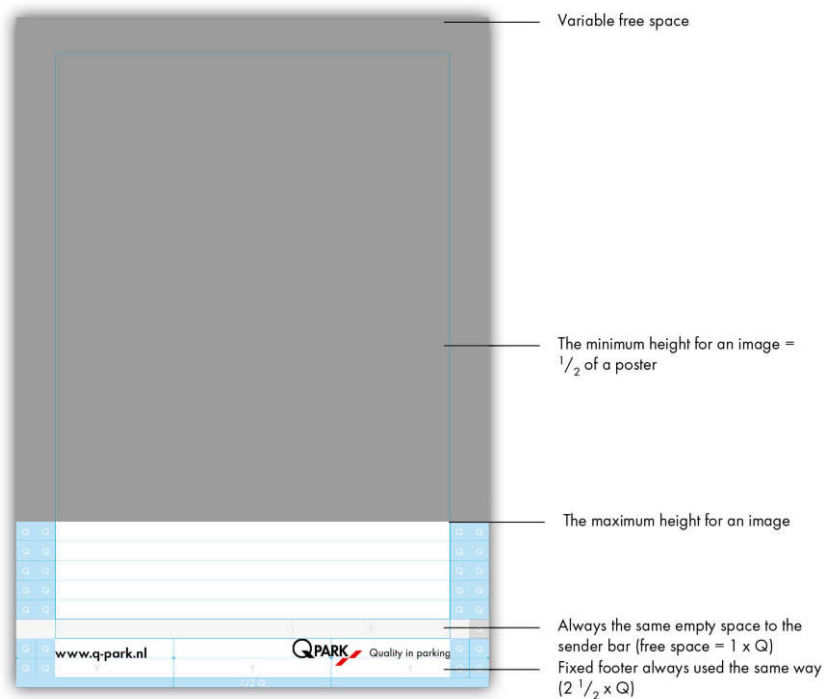 Variable free space
The minimum height for an image =
1/2 of a poster
The maximum height for an image
Q Q Q Q
Q Q Q Q
Q Q Q Q
Q Q Q Q
Q Q Q Q
Always the same empty space to the
sender bar (free space = 1 x Q)
Q Q www.q-park.nl QPARK Quality in parking Q Q
Q Q Q Q
Fixed footer always used the same way
(2 1/2 x Q)
1/2 Q